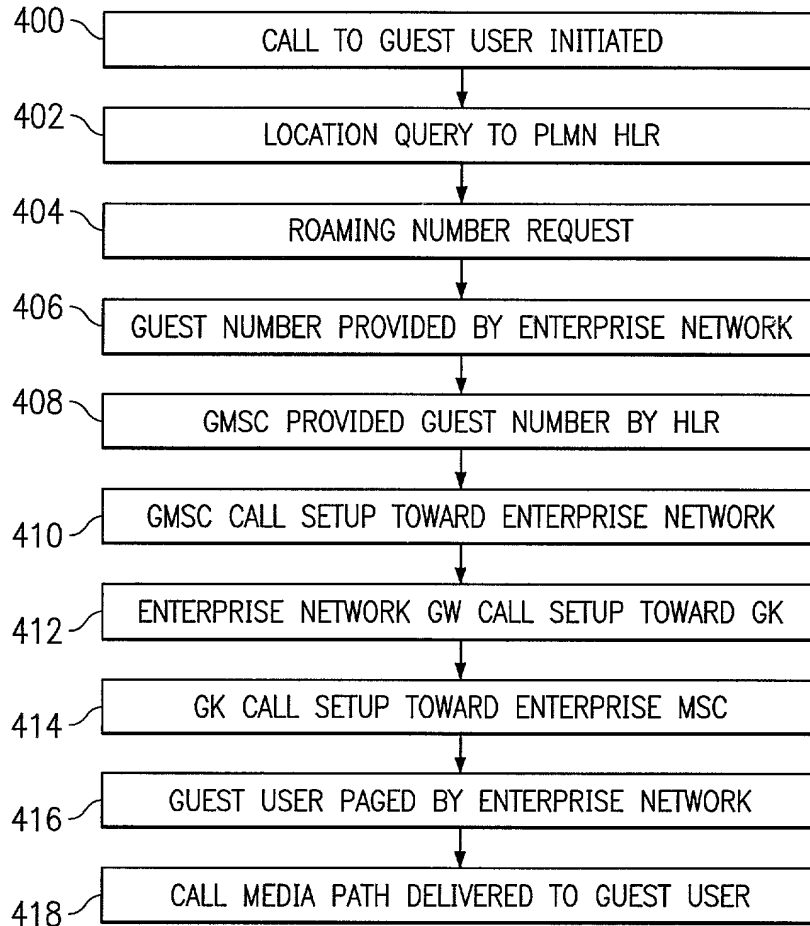 400 CALL TO GUEST USER INITIATED
402 LOCATION QUERY TO PLMN HLR
404 ROAMING NUMBER REQUEST
406 GUEST NUMBER PROVIDED BY ENTERPRISE NETWORK
408 GMSC PROVIDED GUEST NUMBER BY HLR
410 GMSC CALL SETUP TOWARD ENTERPRISE NETWORK
412 ENTERPRISE NETWORK GW CALL SETUP TOWARD GK
414 GK CALL SETUP TOWARD ENTERPRISE MSC
416 GUEST USER PAGED BY ENTERPRISE NETWORK
418 CALL MEDIA PATH DELIVERED TO GUEST USER